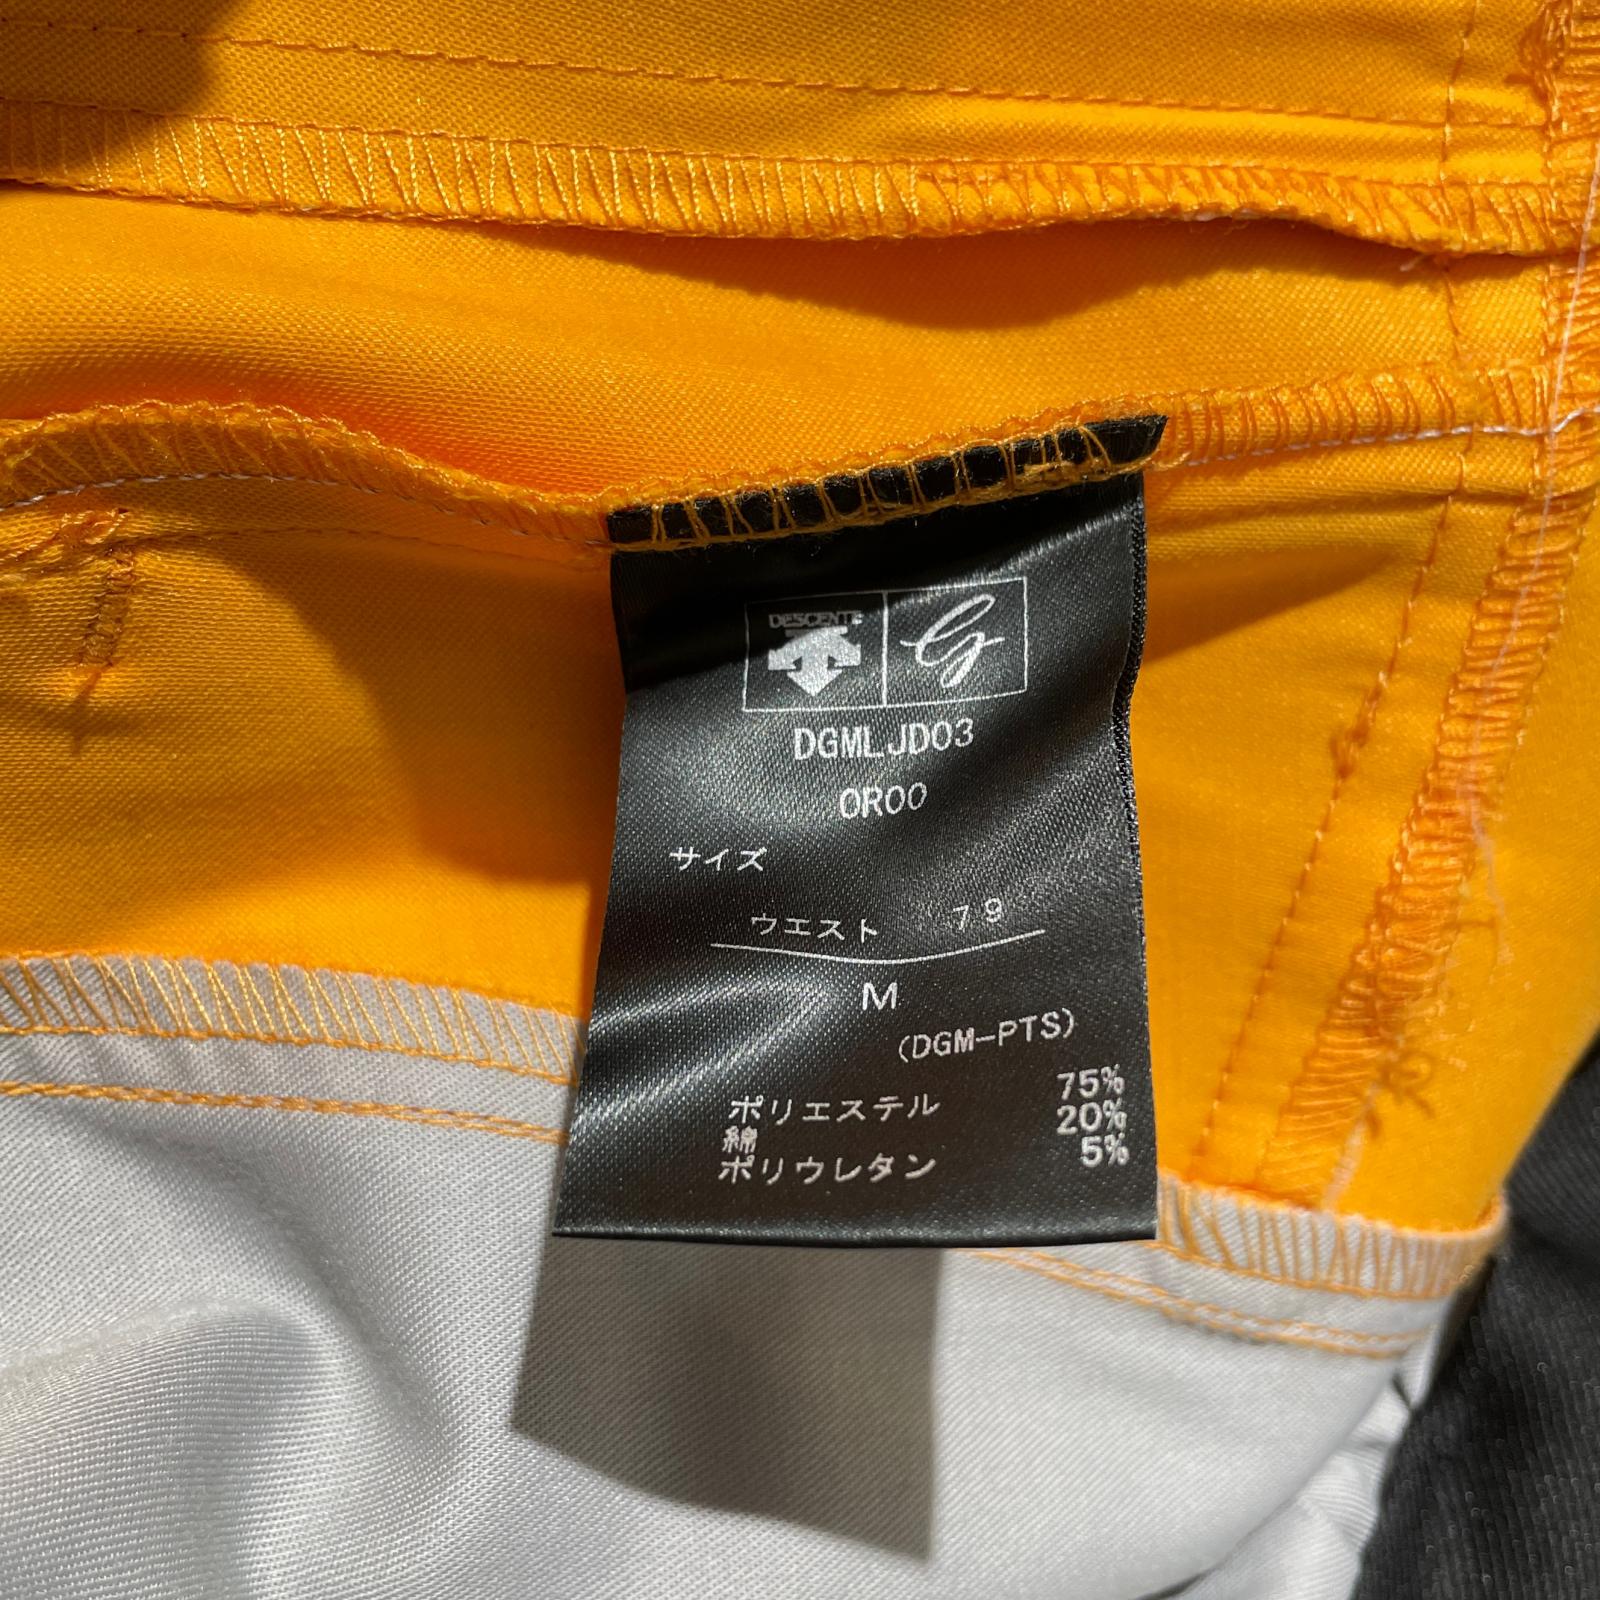 DESCENTE
G
DGMLJD03
OR00
サイズ
ウエスト 79
M
(DGM-PTS)
ポリエステル 75%
綿 20%
ポリウレタン 5%